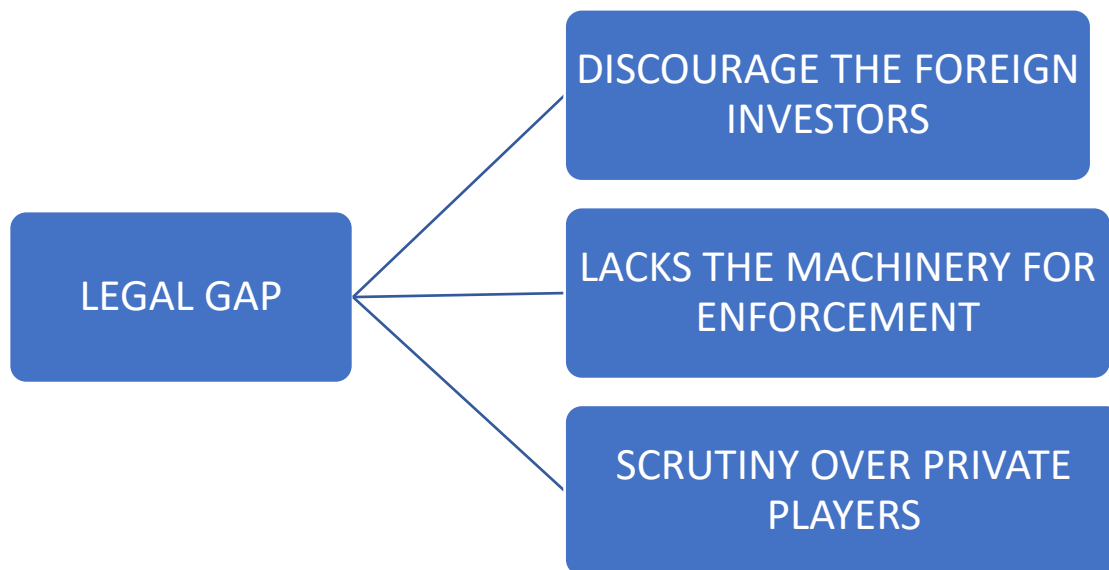 DISCOURAGE THE FOREIGN
INVESTORS
LEGAL GAP
LACKS THE MACHINERY FOR
ENFORCEMENT
SCRUTINY OVER PRIVATE
PLAYERS